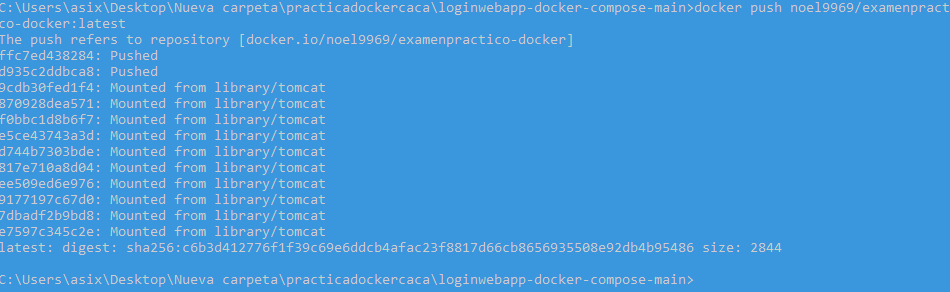 C:\Users\asix\Desktop\Nueva carpeta\practicadockercaca\loginwebapp-docker-compose-main>docker push noel9969/examenpract
co-docker:latest
The push refers to repository [docker.io/noel9969/examenpractico-docker]
ffc7ed438284: Pushed
d935c2ddbca8: Pushed
9cdb30fed1f4: Mounted from library/tomcat
870928dea571: Mounted from library/tomcat
f0bbc1d8b6f7: Mounted from library/tomcat
e5ce43743a3d: Mounted from library/tomcat
d744b7303bde: Mounted from library/tomcat
817e710a8d04: Mounted from library/tomcat
ee509ed6e976: Mounted from library/tomcat
9177197c67d0: Mounted from library/tomcat
7dbadf2b9bd8: Mounted from library/tomcat
e7597c345c2e: Mounted from library/tomcat
latest: digest: sha256:c6b3d412776f1f39c69e6ddcb4afac23f8817d66cb8656935508e92db4b95486 size: 2844
C:\Users\asix\Desktop\Nueva carpeta\practicadockercaca\loginwebapp-docker-compose-main>